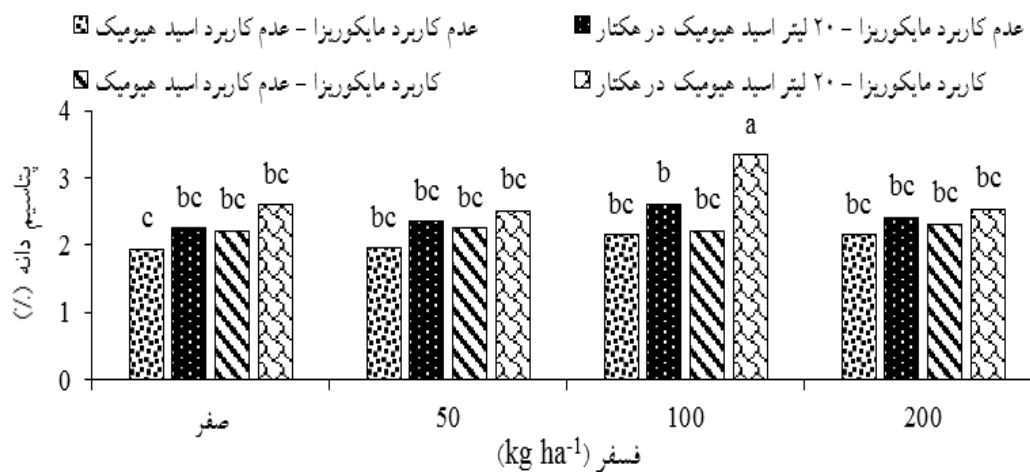 عدم کاربرد مایکوریزا - عدم کاربرد اسید هیومیک
عدم کاربرد مایکوریزا - ۲۰ لیتر اسید هیومیک در هکتار
کاربرد مایکوریزا - عدم کاربرد اسید هیومیک
کاربرد مایکوریزا - ۲۰ لیتر اسید هیومیک در هکتار
پتاسیم دانه (٪)
4
3
2
1
0
c bc bc bc
bc bc bc bc
bc b bc a
bc bc bc bc
صفر 50 100 200
فسفر (kg ha-1)